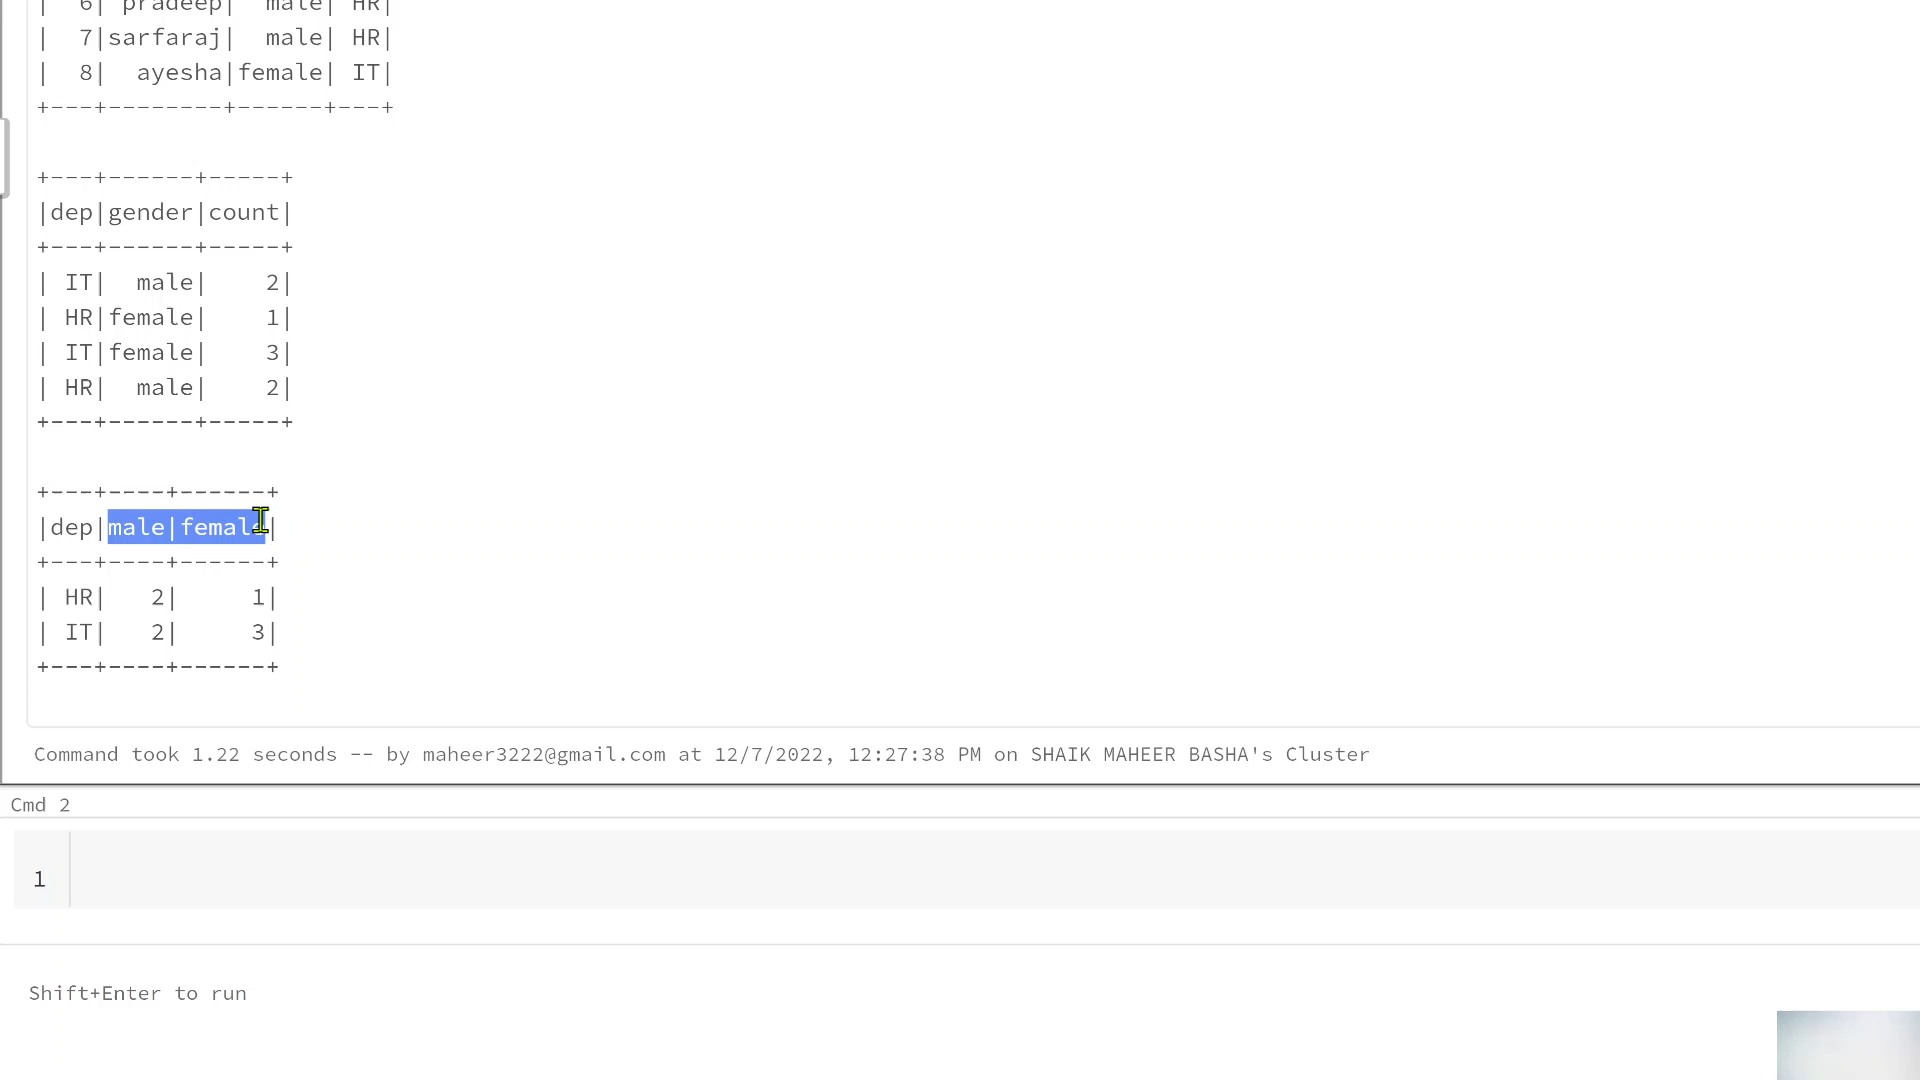 |  6| pradeep|  male| HR|
|  7|sarfaraj|  male| HR|
|  8|  ayesha|female| IT|
+---+--------+------+---+
+---+------+-----+
|dep|gender|count|
+---+------+-----+
| IT|  male|    2|
| HR|female|    1|
| IT|female|    3|
| HR|  male|    2|
+---+------+-----+
+---+----+------+
|dep|male|female|
+---+----+------+
| HR|   2|     1|
| IT|   2|     3|
+---+----+------+
Command took 1.22 seconds -- by maheer3222@gmail.com at 12/7/2022, 12:27:38 PM on SHAIK MAHEER BASHA's Cluster
Cmd 2
1
Shift+Enter to run